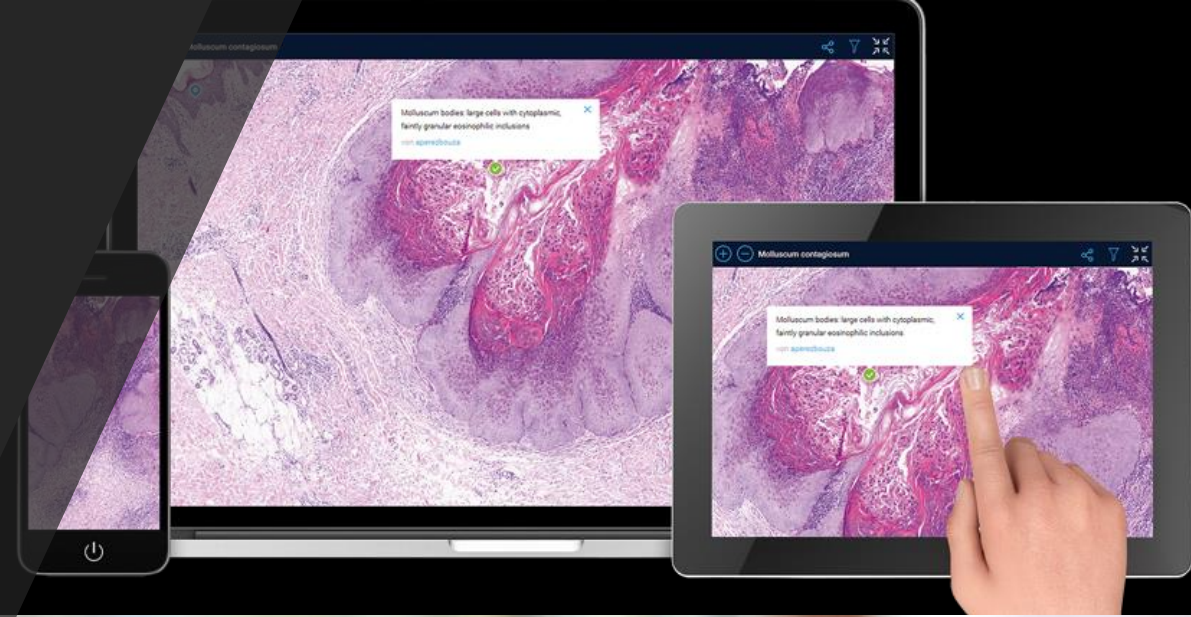 Molluscum contagiosum
Molluscum bodies: large cells with cytoplasmic,
faintly granular eosinophilic inclusions
von aperezbouza
Molluscum contagiosum
Molluscum bodies: large cells with cytoplasmic,
faintly granular eosinophilic inclusions
von aperezbouza